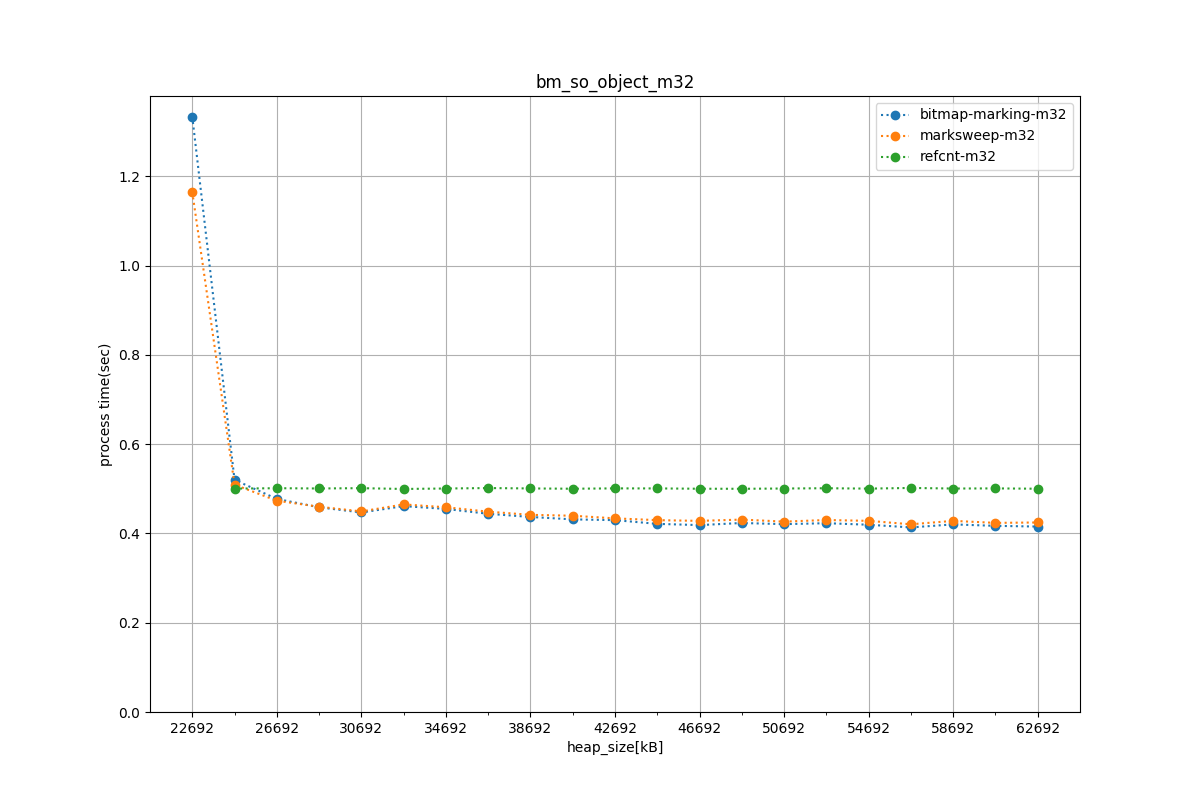 bm_so_object_m32
bitmap-marking-m32
marksweep-m32
refcnt-m32
process time(sec)
1.2
1.0
0.8
0.6
0.4
0.2
0.0
22692 26692 30692 34692 38692 42692 46692 50692 54692 58692 62692
heap_size[kB]